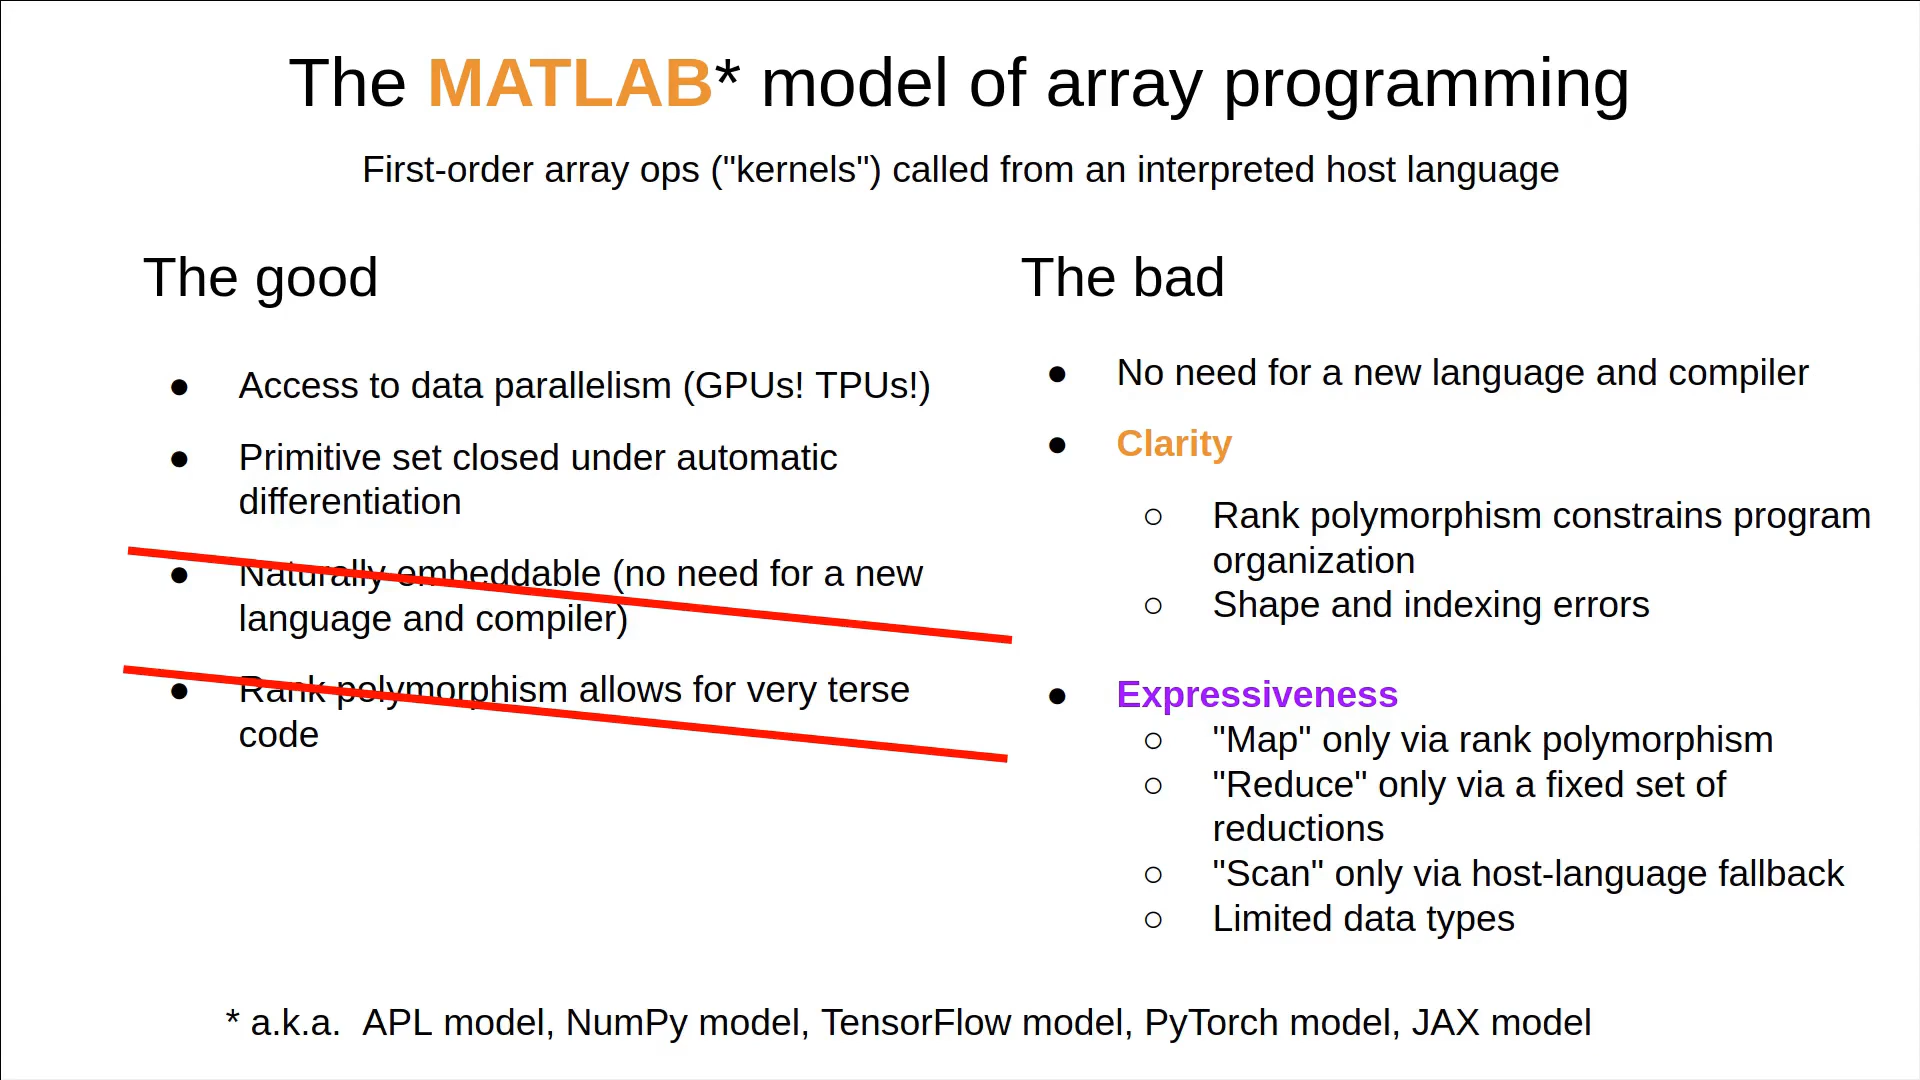 The MATLAB* model of array programming
First-order array ops ("kernels") called from an interpreted host language
The good
● Access to data parallelism (GPUs! TPUs!)
● Primitive set closed under automatic
differentiation
● Naturally embeddable (no need for a new
language and compiler)
● Rank polymorphism allows for very terse
code
The bad
● No need for a new language and compiler
● Clarity
○ Rank polymorphism constrains program
organization
○ Shape and indexing errors
● Expressiveness
○ "Map" only via rank polymorphism
○ "Reduce" only via a fixed set of
reductions
○ "Scan" only via host-language fallback
○ Limited data types
* a.k.a.  APL model, NumPy model, TensorFlow model, PyTorch model, JAX model